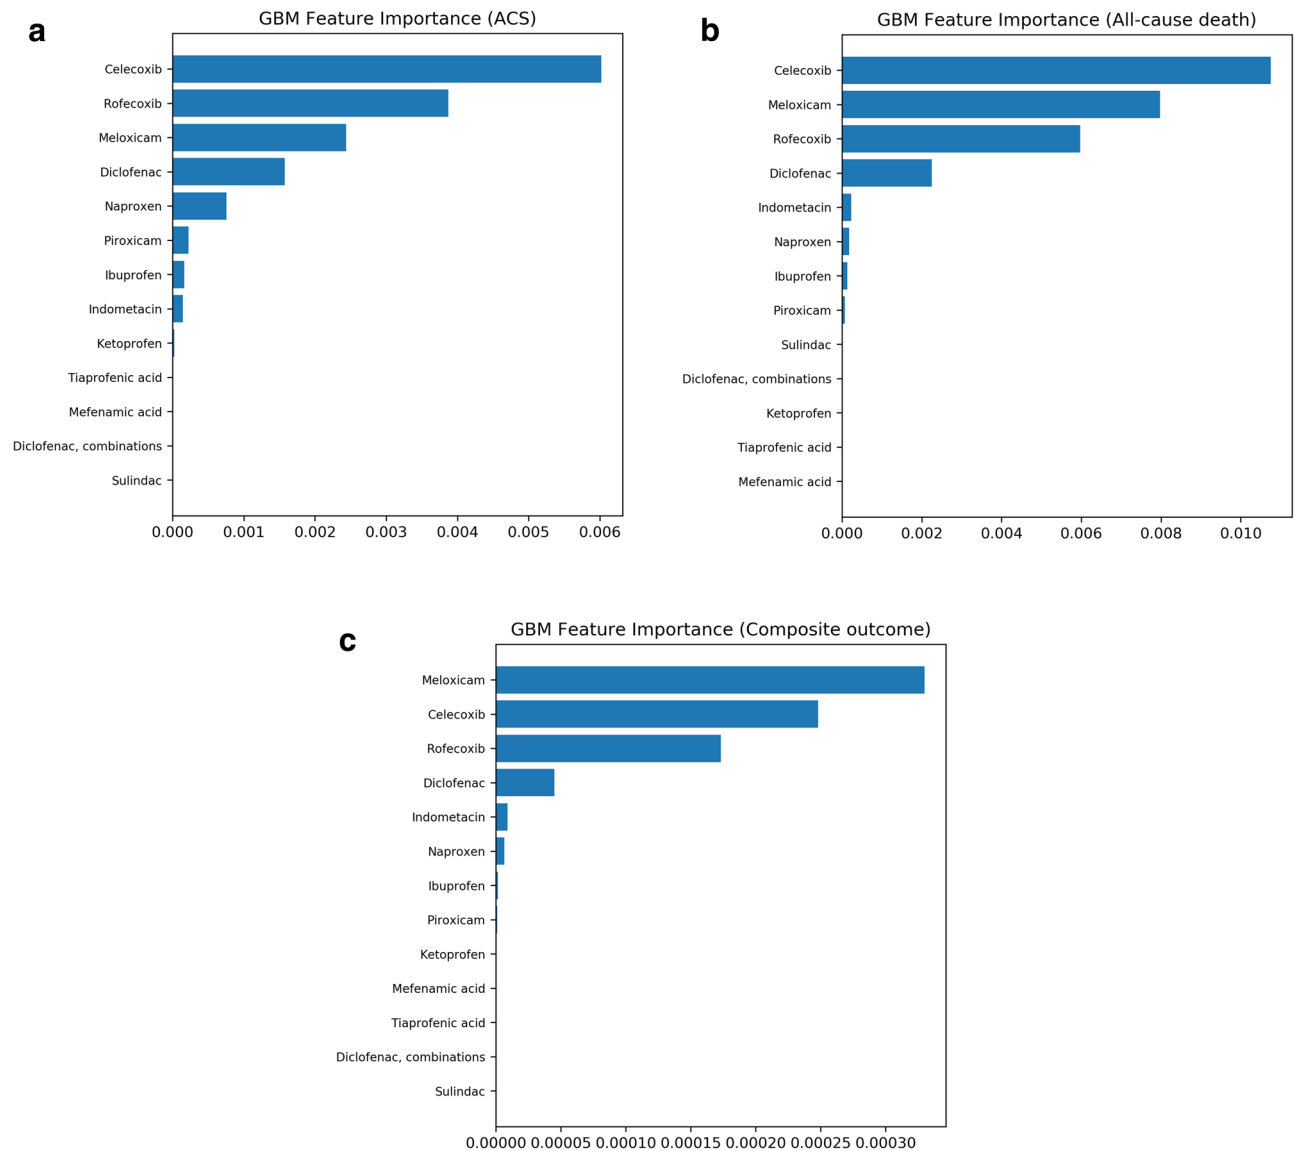 a
GBM Feature Importance (ACS)
Celecoxib
Rofecoxib
Meloxicam
Diclofenac
Naproxen
Piroxicam
Ibuprofen
Indometacin
Ketoprofen
Tiaprofenic acid
Mefenamic acid
Diclofenac, combinations
Sulindac
0.000 0.001 0.002 0.003 0.004 0.005 0.006
b
GBM Feature Importance (All-cause death)
Celecoxib
Meloxicam
Rofecoxib
Diclofenac
Indometacin
Naproxen
Ibuprofen
Piroxicam
Sulindac
Diclofenac, combinations
Ketoprofen
Tiaprofenic acid
Mefenamic acid
0.000 0.002 0.004 0.006 0.008 0.010
c
GBM Feature Importance (Composite outcome)
Meloxicam
Celecoxib
Rofecoxib
Diclofenac
Indometacin
Naproxen
Ibuprofen
Piroxicam
Ketoprofen
Mefenamic acid
Tiaprofenic acid
Diclofenac, combinations
Sulindac
0.00000 0.00005 0.00010 0.00015 0.00020 0.00025 0.00030